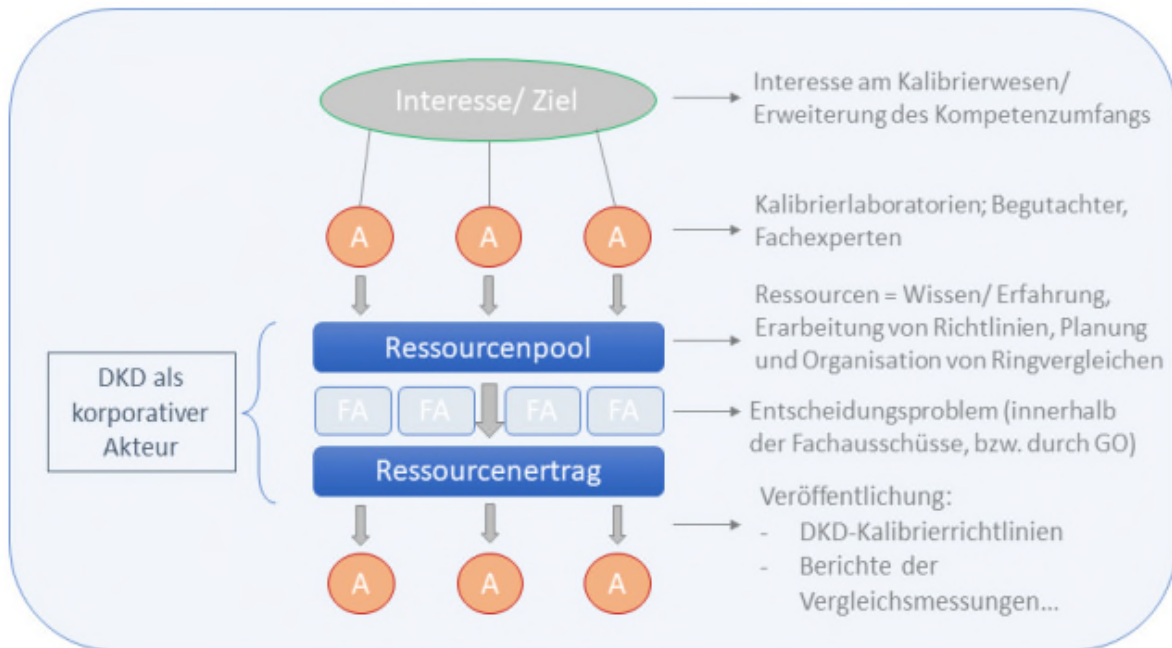 Interesse/ Ziel
Interesse am Kalibrierwesen/
Erweiterung des Kompetenzumfangs
A A A
Kalibrierlaboratorien; Begutachter,
Fachexperten
DKD als
korporativer
Akteur
Ressourcenpool
Ressourcen = Wissen/ Erfahrung,
Erarbeitung von Richtlinien, Planung
und Organisation von Ringvergleichen
FA FA FA FA
Entscheidungsproblem (innerhalb
der Fachausschüsse, bzw. durch GO)
Ressourcenertrag
Veröffentlichung:
- DKD-Kalibrierrichtlinien
- Berichte der
Vergleichsmessungen...
A A A